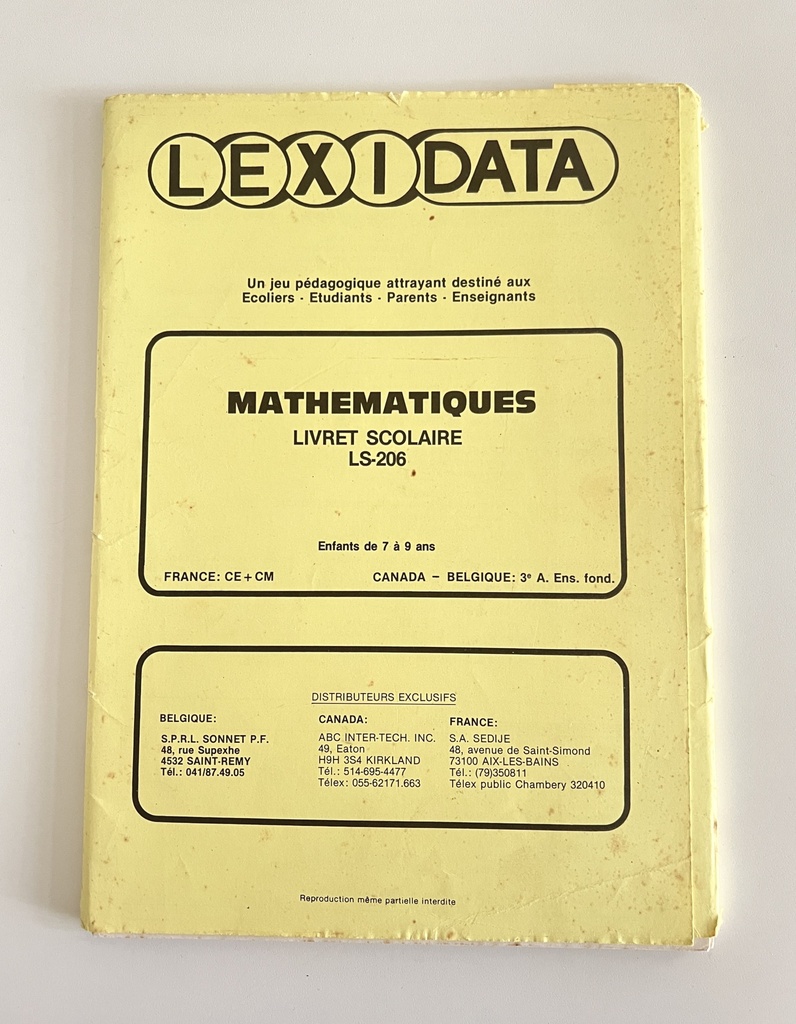 LEXIDATA
Un jeu pédagogique attrayant destiné aux
Ecoliers - Etudiants - Parents - Enseignants
MATHEMATIQUES
LIVRET SCOLAIRE
LS-206
Enfants de 7 à 9 ans
FRANCE: CE + CM
CANADA – BELGIQUE: 3e A. Ens. fond.
DISTRIBUTEURS EXCLUSIFS
BELGIQUE:
S.P.R.L. SONNET P.F.
48, rue Supexhe
4532 SAINT-REMY
Tél.: 041/87.49.05
CANADA:
ABC INTER-TECH. INC.
49, Eaton
H9H 3S4 KIRKLAND
Tél.: 514-695-4477
Télex: 055-62171.663
FRANCE:
S.A. SEDIJE
48, avenue de Saint-Simond
73100 AIX-LES-BAINS
Tél.: (79)350811
Télex public Chambery 320410
Reproduction même partielle interdite